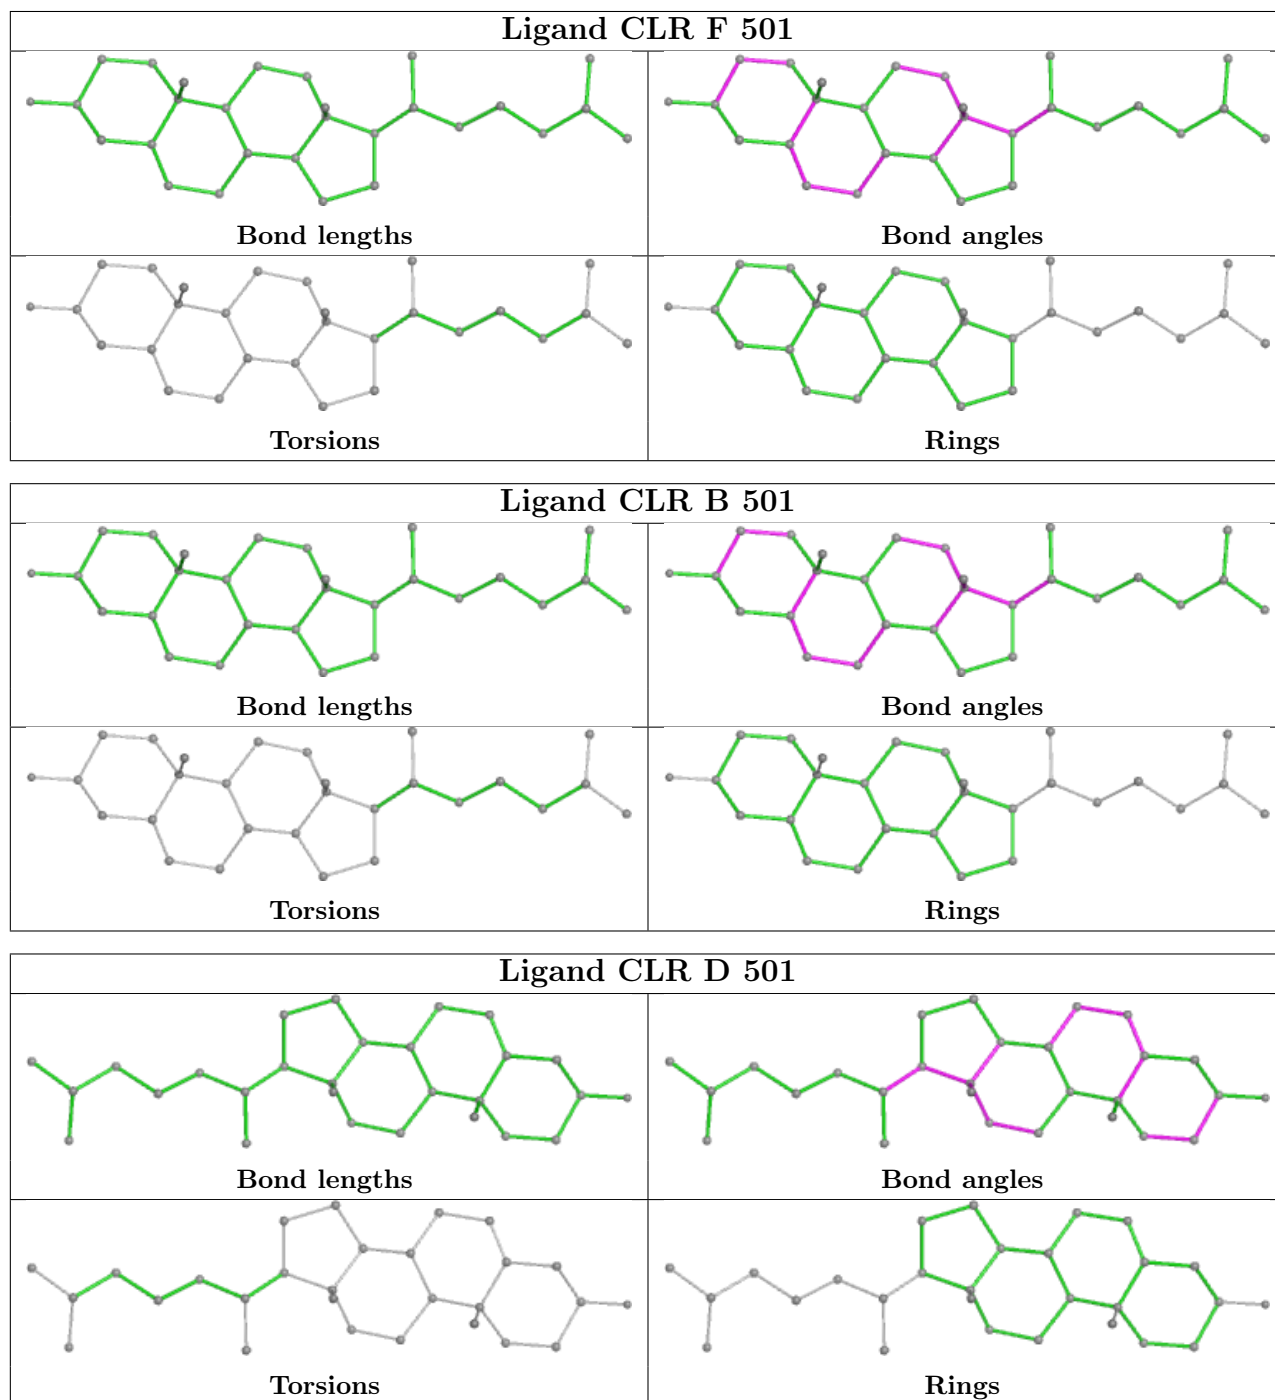 Ligand CLR F 501
Bond lengths
Bond angles
Torsions
Rings
Ligand CLR B 501
Bond lengths
Bond angles
Torsions
Rings
Ligand CLR D 501
Bond lengths
Bond angles
Torsions
Rings